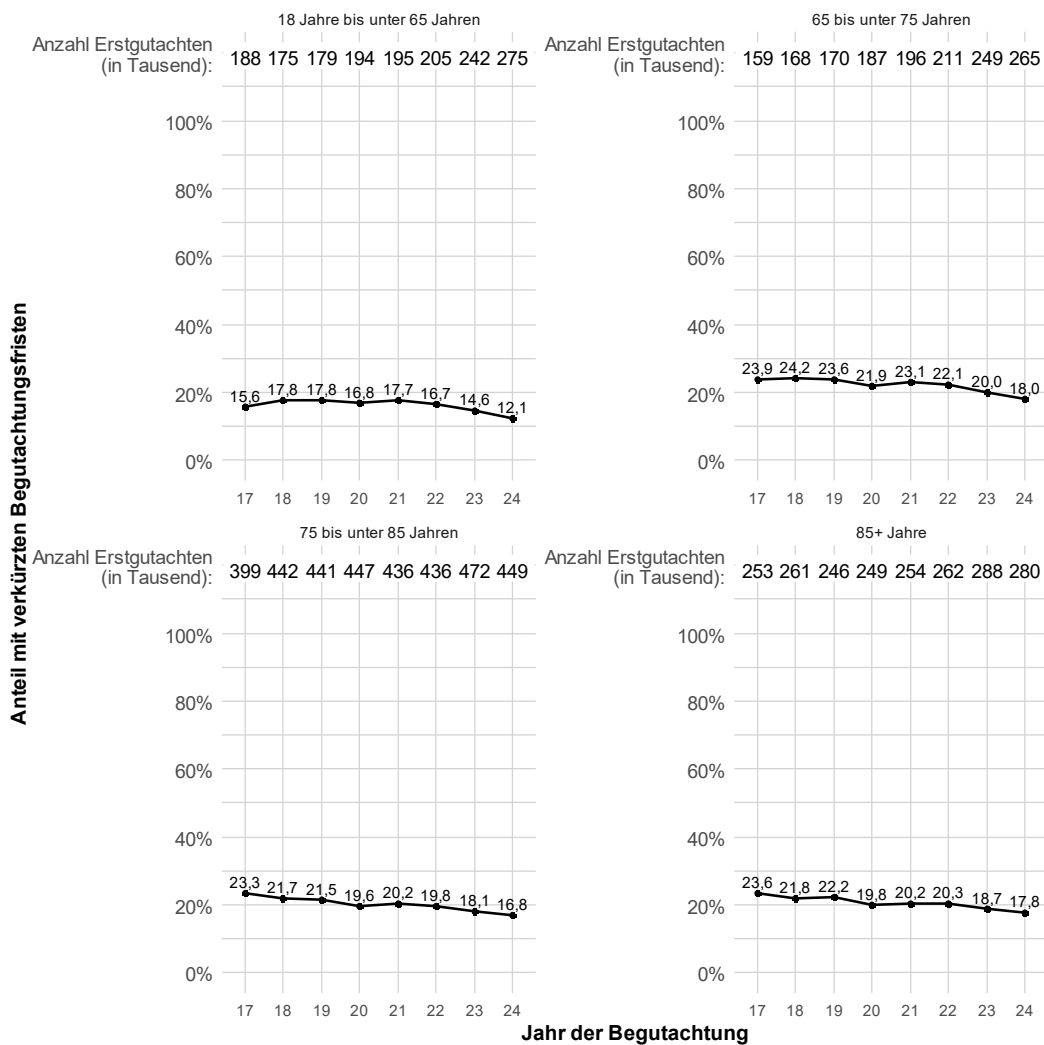 18 Jahre bis unter 65 Jahren
Anzahl Erstgutachten
(in Tausend):
188 175 179 194 195 205 242 275
100%
80%
60%
40%
20%
0%
15,6 17,8 17,8 16,8 17,7 16,7 14,6 12,1
17 18 19 20 21 22 23 24
65 bis unter 75 Jahren
Anzahl Erstgutachten
(in Tausend):
159 168 170 187 196 211 249 265
100%
80%
60%
40%
20%
0%
23,9 24,2 23,6 21,9 23,1 22,1 20,0 18,0
17 18 19 20 21 22 23 24
75 bis unter 85 Jahren
Anzahl Erstgutachten
(in Tausend):
399 442 441 447 436 436 472 449
100%
80%
60%
40%
20%
0%
23,3 21,7 21,5 19,6 20,2 19,8 18,1 16,8
17 18 19 20 21 22 23 24
85+ Jahre
Anzahl Erstgutachten
(in Tausend):
253 261 246 249 254 262 288 280
100%
80%
60%
40%
20%
0%
23,6 21,8 22,2 19,8 20,2 20,3 18,7 17,8
17 18 19 20 21 22 23 24
Anteil mit verkürzten Begutachtungsfristen
Jahr der Begutachtung